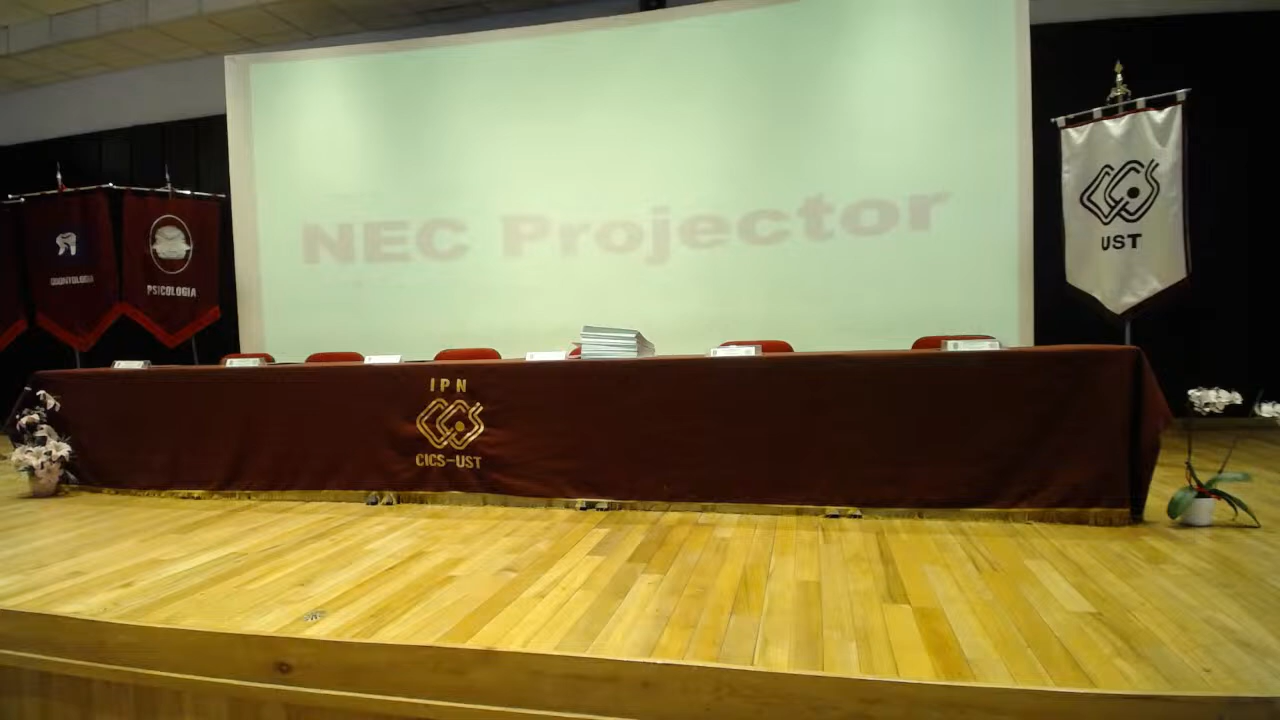 NEC Projector
ODONTOLOGIA
PSICOLOGIA
UST
IPN
CICS-UST